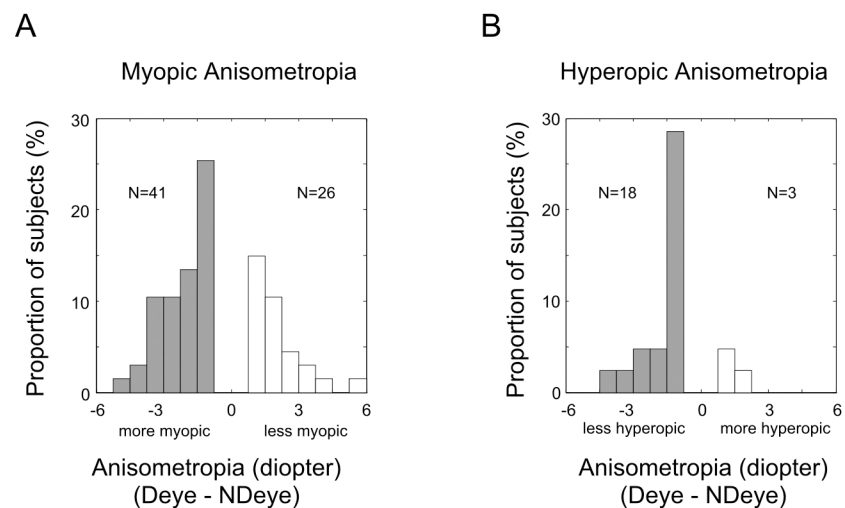 A
Myopic Anisometropia
Proportion of subjects (%)
30
20
10
0
N=41
N=26
-6
-3
0
3
6
more myopic
less myopic
Anisometropia (diopter)
(Deye - NDeye)
B
Hyperopic Anisometropia
Proportion of subjects (%)
30
20
10
0
N=18
N=3
-6
-3
0
3
6
less hyperopic
more hyperopic
Anisometropia (diopter)
(Deye - NDeye)